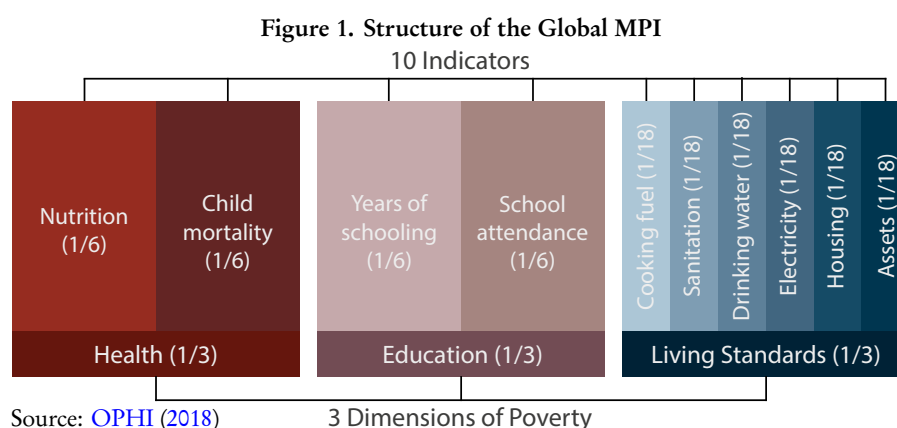 Figure 1. Structure of the Global MPI
10 Indicators
Nutrition
(1/6)
Child
mortality
(1/6)
Years of
schooling
(1/6)
School
attendance
(1/6)
Cooking fuel (1/18)
Sanitation (1/18)
Drinking water (1/18)
Electricity (1/18)
Housing (1/18)
Assets (1/18)
Health (1/3)
Education (1/3)
Living Standards (1/3)
Source: OPHI (2018)
3 Dimensions of Poverty